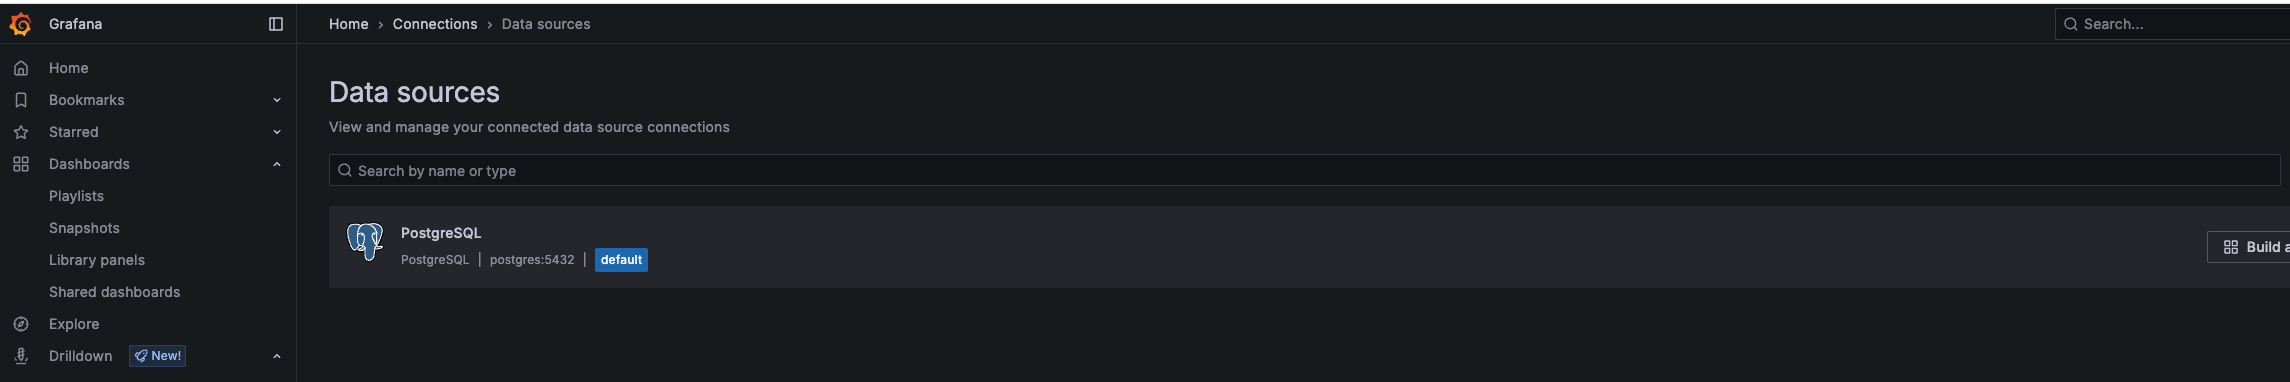 Grafana
Home › Connections › Data sources
Search...
Home
Bookmarks
Starred
Dashboards
Playlists
Snapshots
Library panels
Shared dashboards
Explore
Drilldown New!
Data sources
View and manage your connected data source connections
Search by name or type
PostgreSQL
PostgreSQL | postgres:5432 | default
Build a